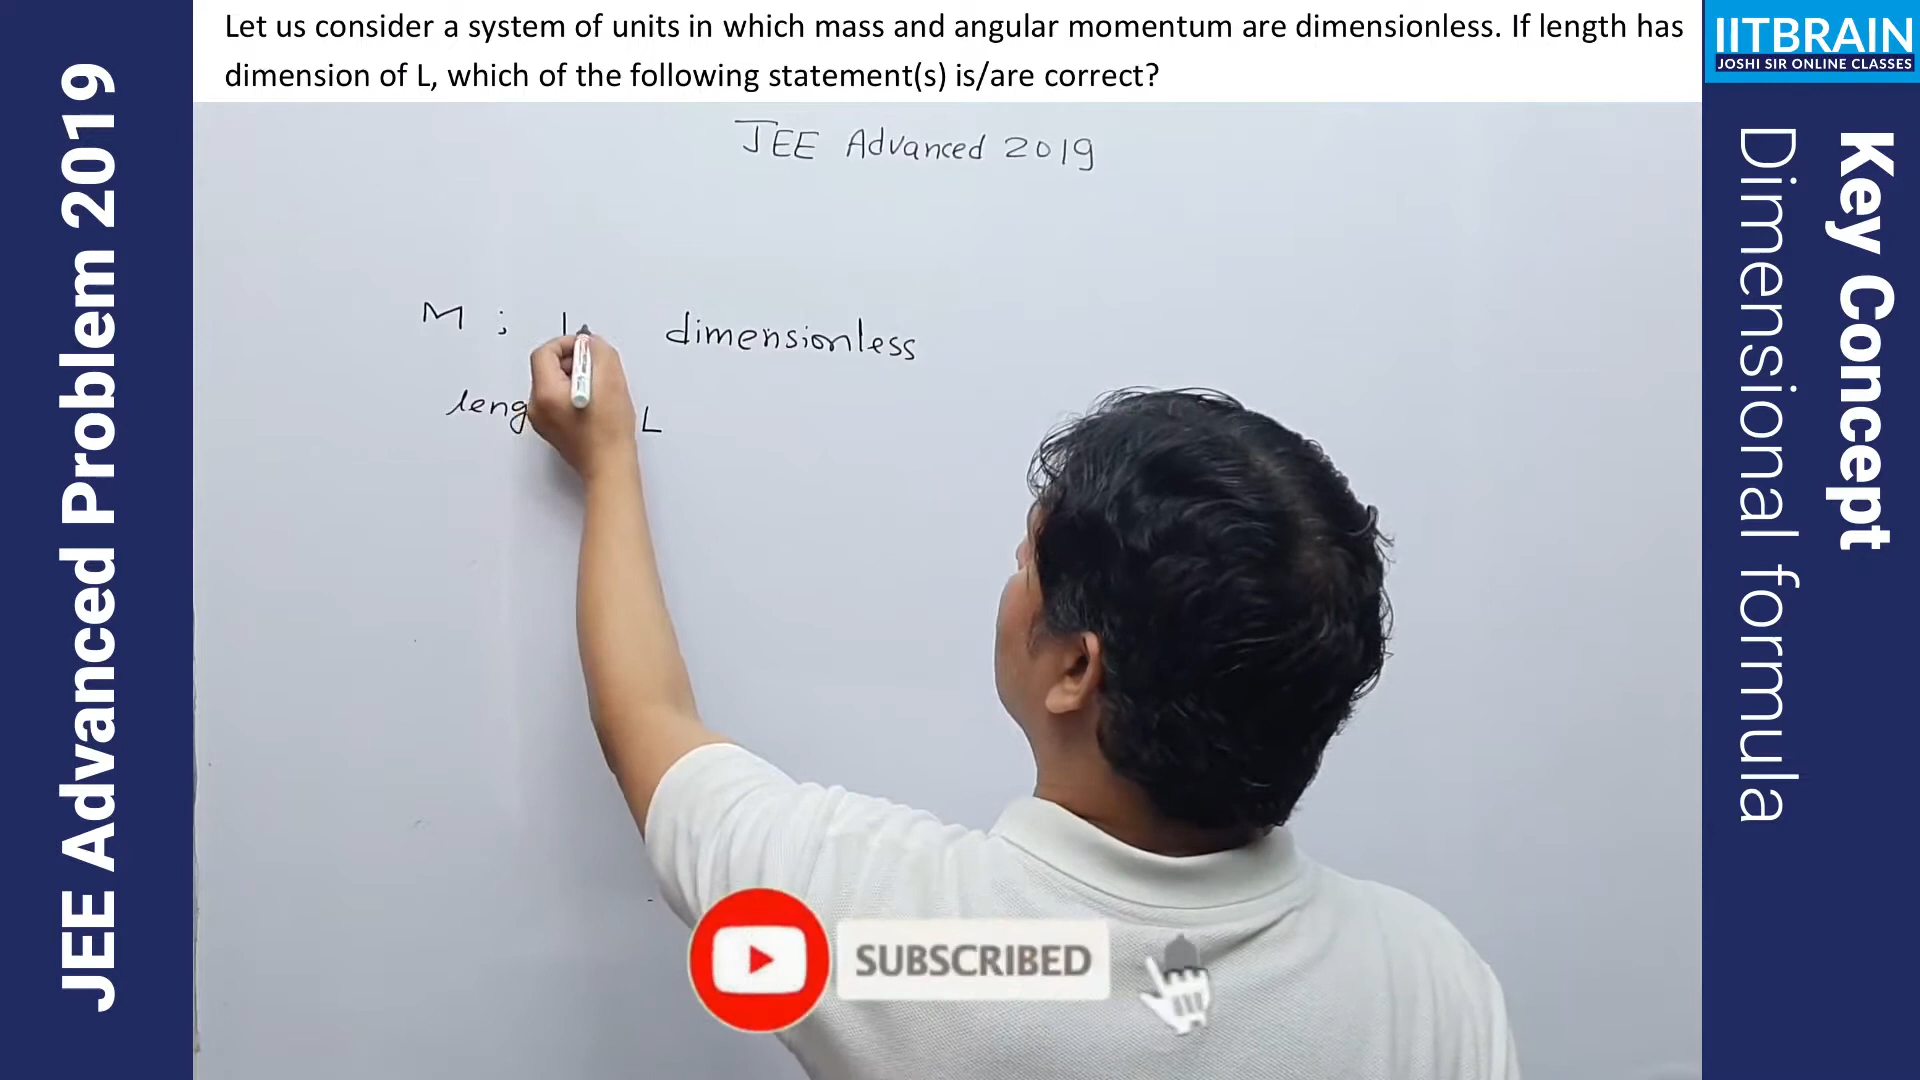 JEE Advanced Problem 2019
Let us consider a system of units in which mass and angular momentum are dimensionless. If length has
dimension of L, which of the following statement(s) is/are correct?
IITBRAIN
JOSHI SIR ONLINE CLASSES
Key Concept
Dimensional formula
JEE Advanced 2019
M ; dimensionless
L
SUBSCRIBED